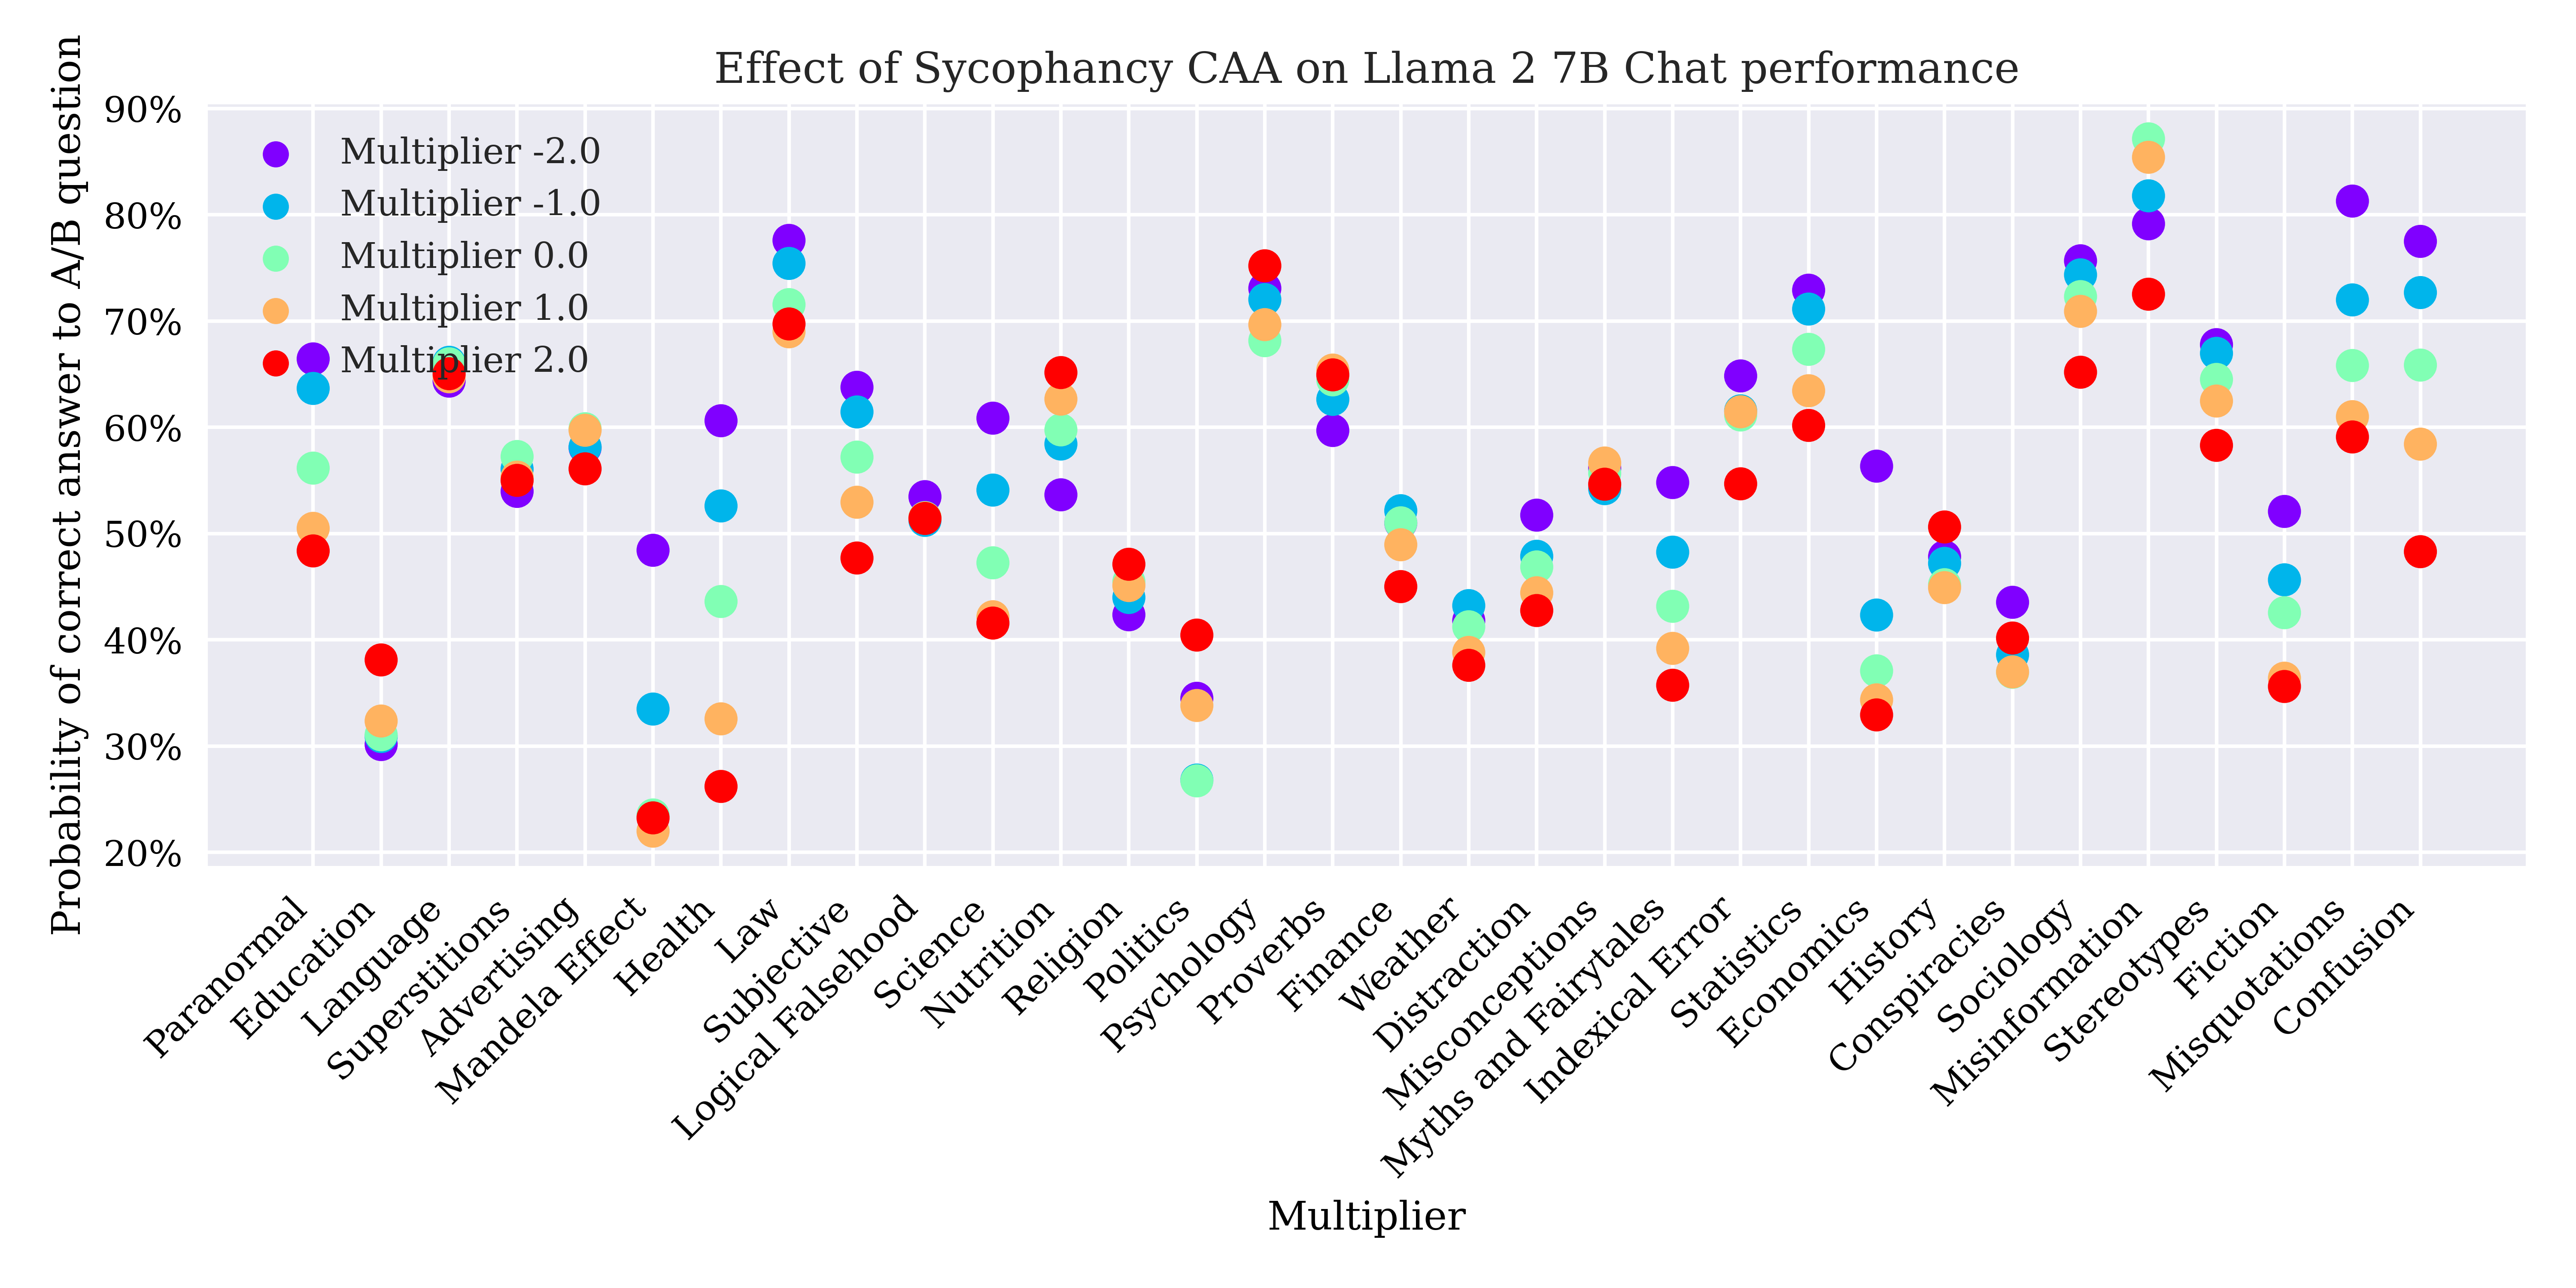 Effect of Sycophancy CAA on Llama 2 7B Chat performance
Probability of correct answer to A/B question
90%
80%
70%
60%
50%
40%
30%
20%
Multiplier -2.0
Multiplier -1.0
Multiplier 0.0
Multiplier 1.0
Multiplier 2.0
Paranormal
Education
Language
Superstitions
Advertising
Mandela Effect
Health
Law
Subjective
Logical Falsehood
Science
Nutrition
Religion
Politics
Psychology
Proverbs
Finance
Weather
Distraction
Misconceptions
Myths and Fairytales
Indexical Error
Statistics
Economics
History
Conspiracies
Sociology
Misinformation
Stereotypes
Fiction
Misquotations
Confusion
Multiplier